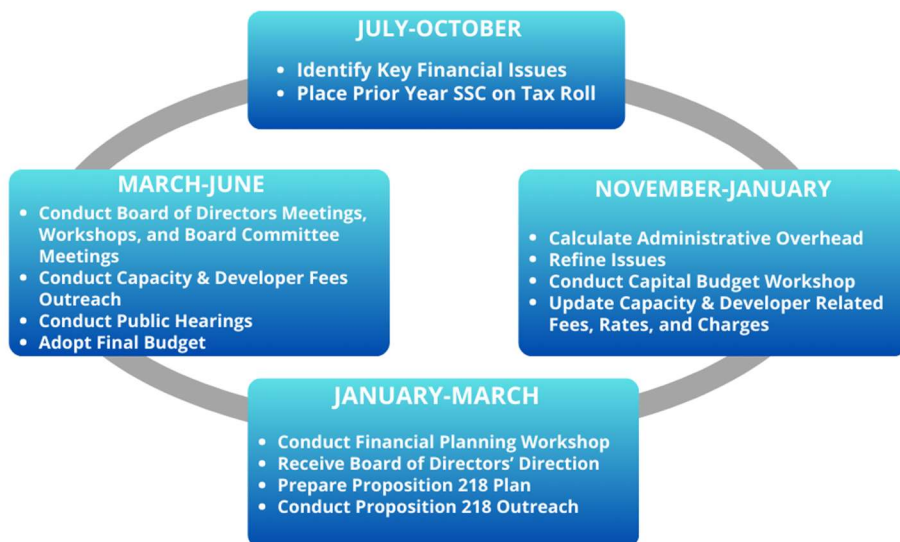 JULY-OCTOBER
• Identify Key Financial Issues
• Place Prior Year SSC on Tax Roll
NOVEMBER-JANUARY
• Calculate Administrative Overhead
• Refine Issues
• Conduct Capital Budget Workshop
• Update Capacity & Developer Related
Fees, Rates, and Charges
JANUARY-MARCH
• Conduct Financial Planning Workshop
• Receive Board of Directors’ Direction
• Prepare Proposition 218 Plan
• Conduct Proposition 218 Outreach
MARCH-JUNE
• Conduct Board of Directors Meetings,
Workshops, and Board Committee
Meetings
• Conduct Capacity & Developer Fees
Outreach
• Conduct Public Hearings
• Adopt Final Budget